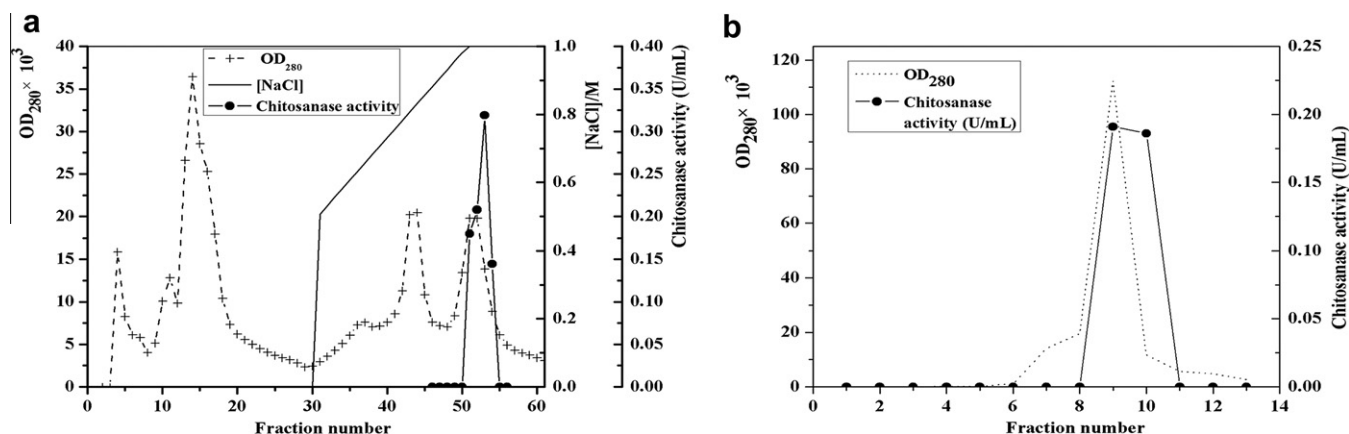 a
OD280× 10³
40
35
30
25
20
15
10
5
0
0 10 20 30 40 50 60
Fraction number
OD280
[NaCl]
Chitosanase activity
1.0
0.8
0.6
0.4
0.2
0.0
[NaCl]/M
0.40
0.35
0.30
0.25
0.20
0.15
0.10
0.05
0.00
Chitosanase activity (U/mL)
b
OD280× 10³
120
100
80
60
40
20
0
0 2 4 6 8 10 12 14
Fraction number
OD280
Chitosanase
activity (U/mL)
0.25
0.20
0.15
0.10
0.05
0.00
Chitosanase activity (U/mL)